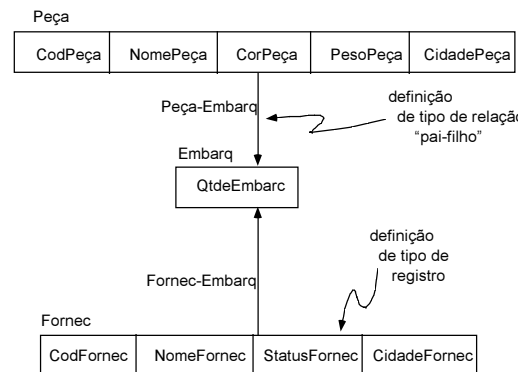 Peça
CodPeça NomePeça CorPeça PesoPeça CidadePeça
Peça-Embarq
definição
de tipo de relação
“pai-filho”
Embarq
QtdeEmbarc
definição
de tipo de
registro
Fornec-Embarq
Fornec
CodFornec NomeFornec StatusFornec CidadeFornec